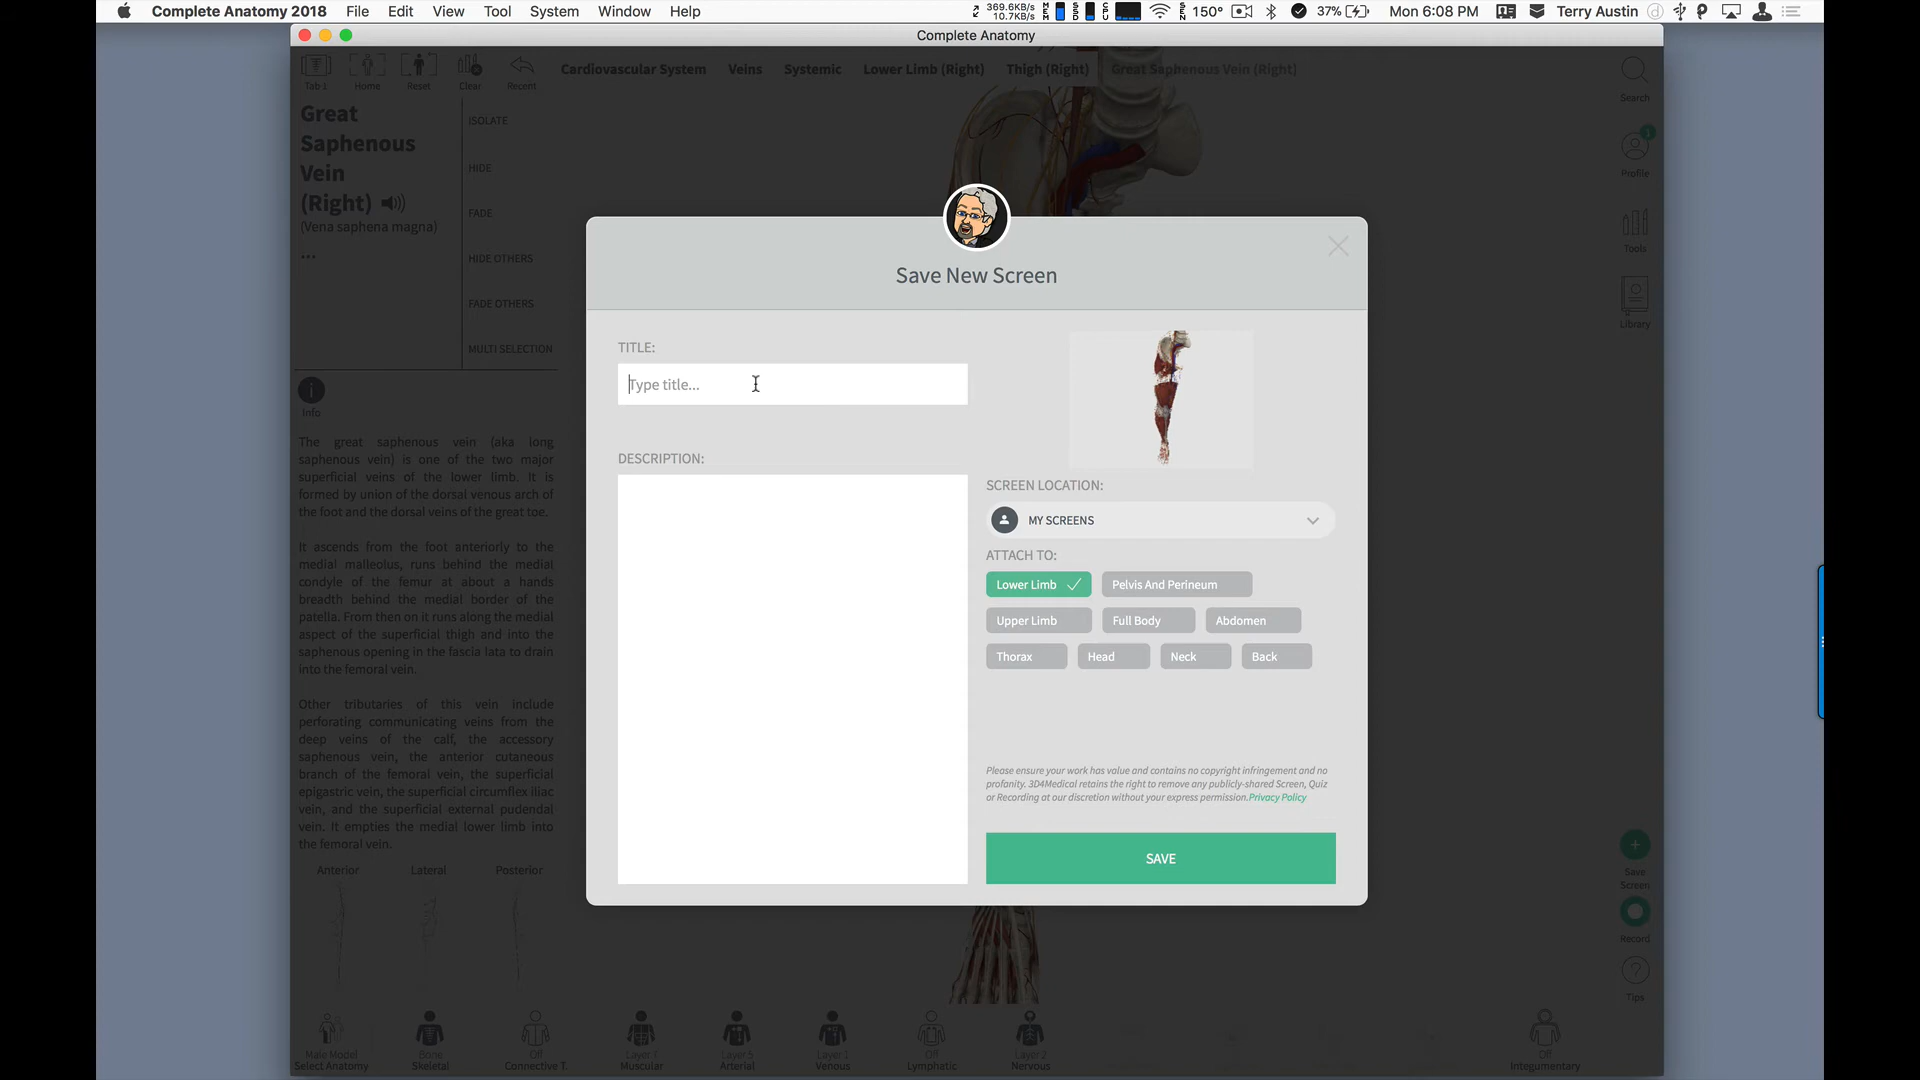 Complete Anatomy 2018 File Edit View Tool System Window Help
369.6KB/s
10.7KB/s
MEM SSD CPU SEN 150° 37% Mon 6:08 PM Terry Austin
Complete Anatomy
Tab 1 Home Reset Clear Recent
Cardiovascular System Veins Systemic Lower Limb (Right) Thigh (Right) Great Saphenous Vein (Right)
Search
1
Profile
Tools
Library
Great
Saphenous
Vein
(Right)
(Vena saphena magna)
...
ISOLATE
HIDE
FADE
HIDE OTHERS
FADE OTHERS
MULTI SELECTION
i
Info
The great saphenous vein (aka long
saphenous vein) is one of the two major
superficial veins of the lower limb. It is
formed by union of the dorsal venous arch of
the foot and the dorsal veins of the great toe.
It ascends from the foot anteriorly to the
medial malleolus, runs behind the medial
condyle of the femur at about a hands
breadth behind the medial border of the
patella. From then on it runs along the medial
aspect of the superficial thigh and into the
saphenous opening in the fascia lata to drain
into the femoral vein.
Other tributaries of this vein include
perforating communicating veins from the
deep veins of the calf, the accessory
saphenous vein, the anterior cutaneous
branch of the femoral vein, the superficial
epigastric vein, the superficial circumflex iliac
vein, and the superficial external pudendal
vein. It empties the medial lower limb into
the femoral vein.
Anterior Lateral Posterior
Save New Screen
TITLE:
Type title...
DESCRIPTION:
SCREEN LOCATION:
MY SCREENS
ATTACH TO:
Lower Limb Pelvis And Perineum
Upper Limb Full Body Abdomen
Thorax Head Neck Back
Please ensure your work has value and contains no copyright infringement and no
profanity. 3D4Medical retains the right to remove any publicly-shared Screen, Quiz
or Recording at our discretion without your express permission.Privacy Policy
SAVE
Save
Screen
Record
?
Tips
Male Model Bone Off Layer 7 Layer 5 Layer 1 Off Layer 2 Off
Select Anatomy Skeletal Connective T. Muscular Arterial Venous Lymphatic Nervous Integumentary